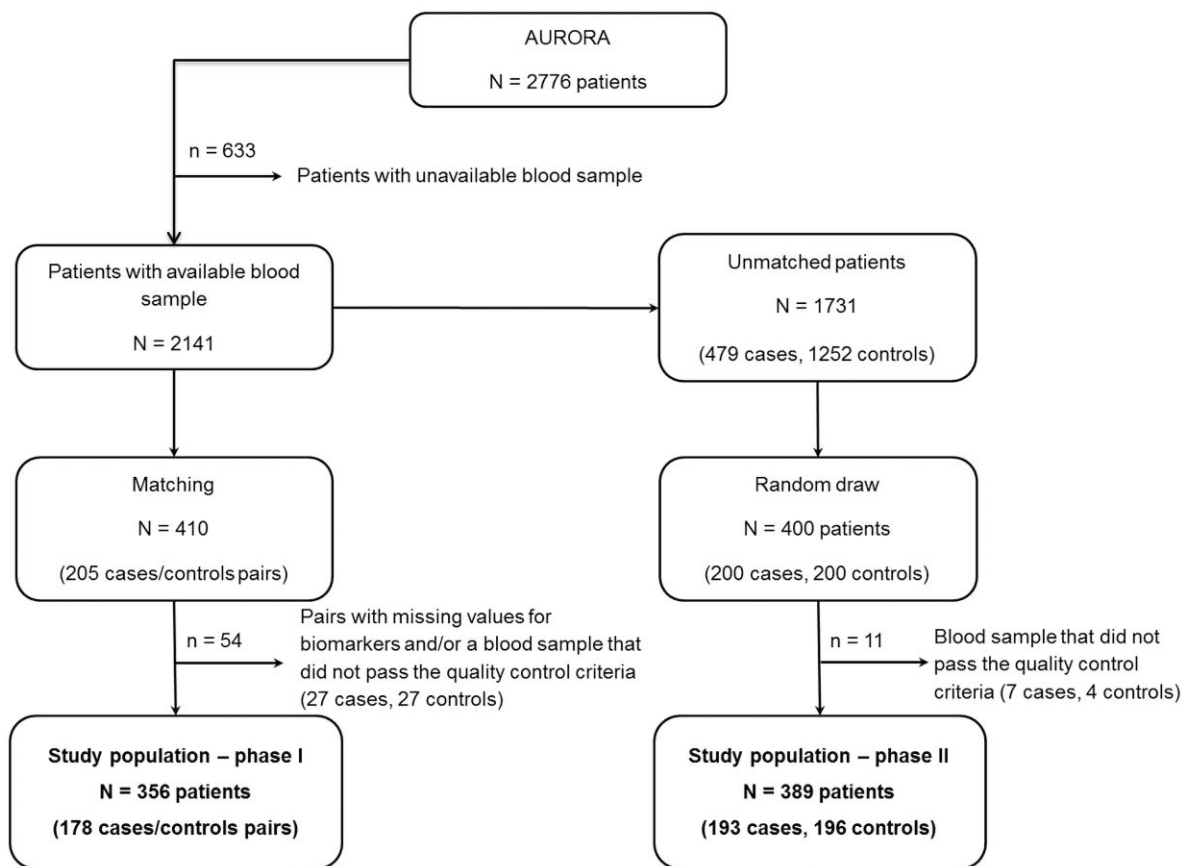 AURORA
N = 2776 patients
n = 633
Patients with unavailable blood sample
Patients with available blood
sample
N = 2141
Unmatched patients
N = 1731
(479 cases, 1252 controls)
Matching
N = 410
(205 cases/controls pairs)
Random draw
N = 400 patients
(200 cases, 200 controls)
n = 54
Pairs with missing values for
biomarkers and/or a blood sample that
did not pass the quality control criteria
(27 cases, 27 controls)
n = 11
Blood sample that did not
pass the quality control
criteria (7 cases, 4 controls)
Study population – phase I
N = 356 patients
(178 cases/controls pairs)
Study population – phase II
N = 389 patients
(193 cases, 196 controls)